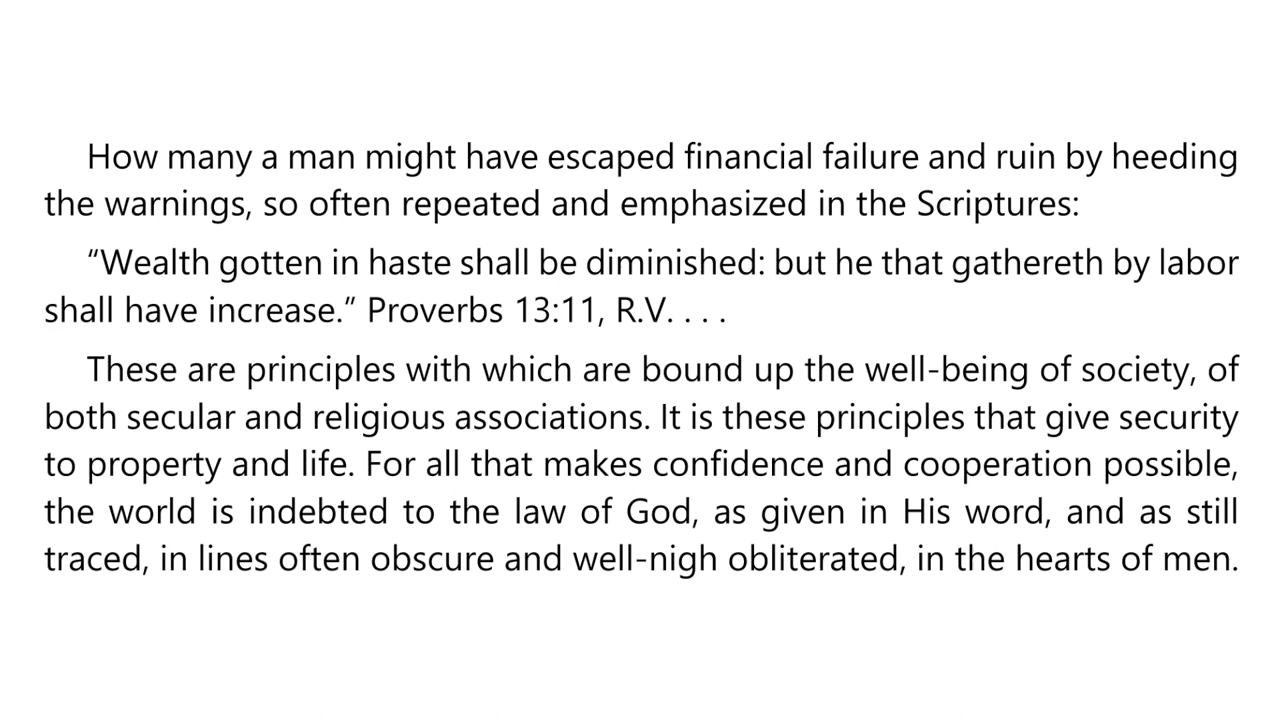 How many a man might have escaped financial failure and ruin by heeding
the warnings, so often repeated and emphasized in the Scriptures:
“Wealth gotten in haste shall be diminished: but he that gathereth by labor
shall have increase.” Proverbs 13:11, R.V. . . .
These are principles with which are bound up the well-being of society, of
both secular and religious associations. It is these principles that give security
to property and life. For all that makes confidence and cooperation possible,
the world is indebted to the law of God, as given in His word, and as still
traced, in lines often obscure and well-nigh obliterated, in the hearts of men.